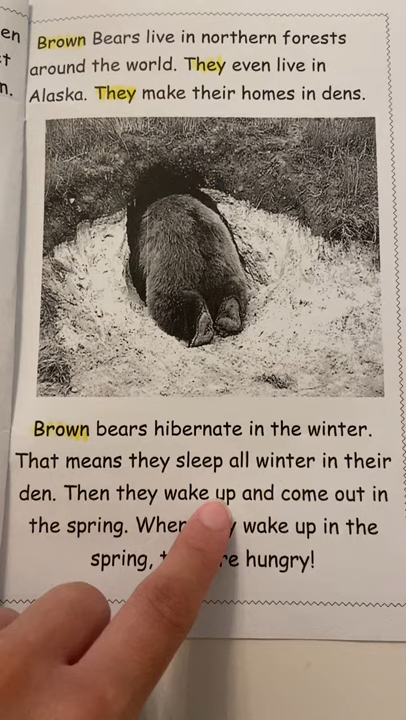 en
Brown Bears live in northern forests
around the world. They even live in
n.
Alaska. They make their homes in dens.
Brown bears hibernate in the winter.
That means they sleep all winter in their
den. Then they wake up and come out in
the spring. When wake up in the
spring, hungry!